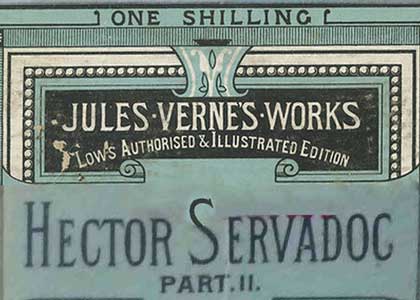 ONE SHILLING
JULES·VERNE'S·WORKS
LOW'S AUTHORISED & ILLUSTRATED EDITION
HECTOR SERVADOC
PART. II.